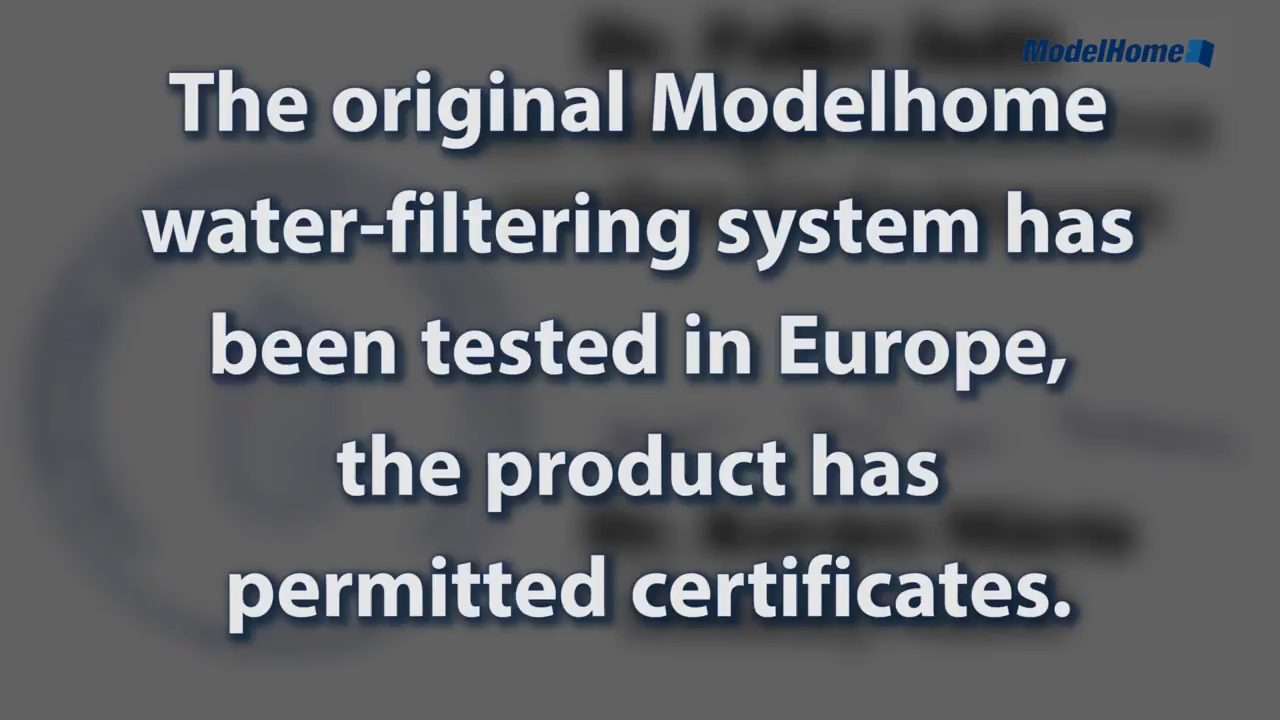 ModelHome
The original Modelhome
water-filtering system has
been tested in Europe,
the product has
permitted certificates.